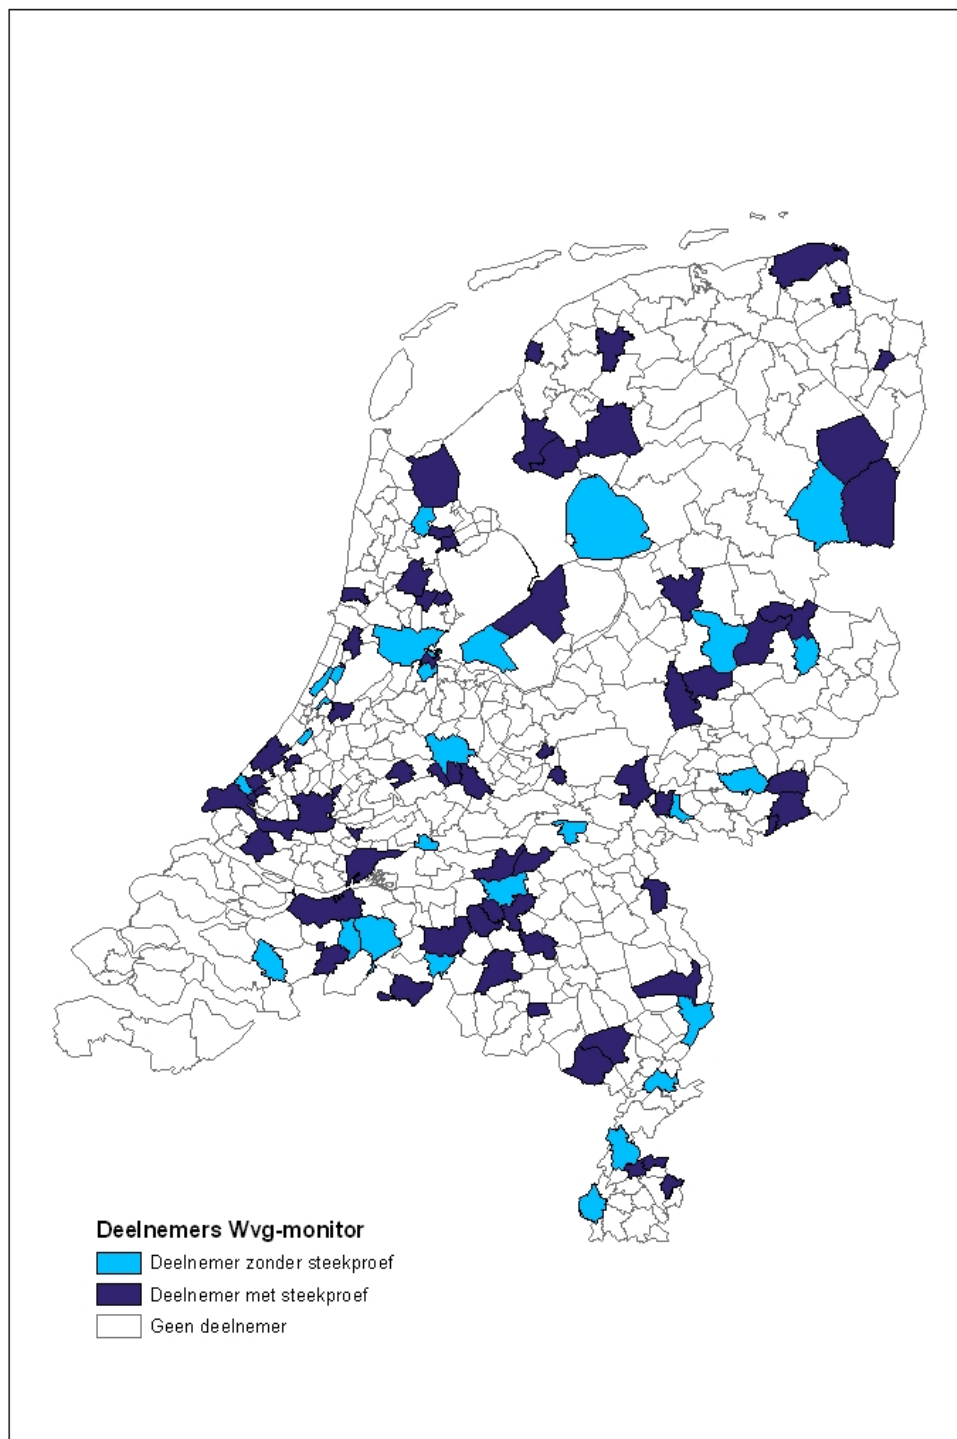 Deelnemers Wvg-monitor
Deelnemer zonder steekproef
Deelnemer met steekproef
Geen deelnemer